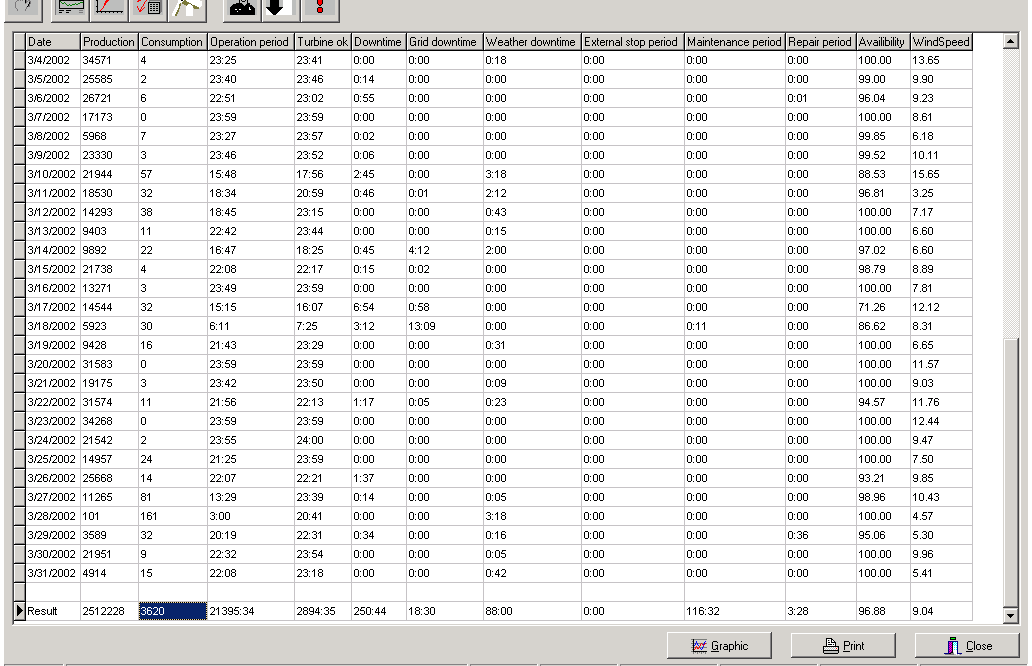 Date Production Consumption Operation period Turbine ok Downtime Grid downtime Weather downtime External stop period Maintenance period Repair period Availibility WindSpeed
3/4/2002 34571 4 23:25 23:41 0:00 0:00 0:18 0:00 0:00 0:00 100.00 13.65
3/5/2002 25585 2 23:40 23:46 0:14 0:00 0:00 0:00 0:00 0:00 99.00 9.90
3/6/2002 26721 6 22:51 23:02 0:55 0:00 0:00 0:00 0:00 0:01 96.04 9.23
3/7/2002 17173 0 23:59 23:59 0:00 0:00 0:00 0:00 0:00 0:00 100.00 8.61
3/8/2002 5968 7 23:27 23:57 0:02 0:00 0:00 0:00 0:00 0:00 99.85 6.18
3/9/2002 23330 3 23:46 23:52 0:06 0:00 0:00 0:00 0:00 0:00 99.52 10.11
3/10/2002 21944 57 15:48 17:56 2:45 0:00 3:18 0:00 0:00 0:00 88.53 15.65
3/11/2002 18530 32 18:34 20:59 0:46 0:01 2:12 0:00 0:00 0:00 96.81 3.25
3/12/2002 14293 38 18:45 23:15 0:00 0:00 0:43 0:00 0:00 0:00 100.00 7.17
3/13/2002 9403 11 22:42 23:44 0:00 0:00 0:15 0:00 0:00 0:00 100.00 6.60
3/14/2002 9892 22 16:47 18:25 0:45 4:12 2:00 0:00 0:00 0:00 97.02 6.60
3/15/2002 21738 4 22:08 22:17 0:15 0:02 0:00 0:00 0:00 0:00 98.79 8.89
3/16/2002 13271 3 23:49 23:59 0:00 0:00 0:00 0:00 0:00 0:00 100.00 7.81
3/17/2002 14544 32 15:15 16:07 6:54 0:58 0:00 0:00 0:00 0:00 71.26 12.12
3/18/2002 5923 30 6:11 7:25 3:12 13:09 0:00 0:00 0:11 0:00 86.62 8.31
3/19/2002 9428 16 21:43 23:29 0:00 0:00 0:31 0:00 0:00 0:00 100.00 6.65
3/20/2002 31583 0 23:59 23:59 0:00 0:00 0:00 0:00 0:00 0:00 100.00 11.57
3/21/2002 19175 3 23:42 23:50 0:00 0:00 0:09 0:00 0:00 0:00 100.00 9.03
3/22/2002 31574 11 21:56 22:13 1:17 0:05 0:23 0:00 0:00 0:00 94.57 11.76
3/23/2002 34268 0 23:59 23:59 0:00 0:00 0:00 0:00 0:00 0:00 100.00 12.44
3/24/2002 21542 2 23:55 24:00 0:00 0:00 0:00 0:00 0:00 0:00 100.00 9.47
3/25/2002 14957 24 21:25 23:59 0:00 0:00 0:00 0:00 0:00 0:00 100.00 7.50
3/26/2002 25668 14 22:07 22:21 1:37 0:00 0:00 0:00 0:00 0:00 93.21 9.85
3/27/2002 11265 81 13:29 23:39 0:14 0:00 0:05 0:00 0:00 0:00 98.96 10.43
3/28/2002 101 161 3:00 20:41 0:00 0:00 3:18 0:00 0:00 0:00 100.00 4.57
3/29/2002 3589 32 20:19 22:31 0:34 0:00 0:16 0:00 0:00 0:36 95.06 5.30
3/30/2002 21951 9 22:32 23:54 0:00 0:00 0:05 0:00 0:00 0:00 100.00 9.96
3/31/2002 4914 15 22:08 23:18 0:00 0:00 0:42 0:00 0:00 0:00 100.00 5.41
Result 2512228 3620 21395:34 2894:35 250:44 18:30 88:00 0:00 116:32 3:28 96.88 9.04
Graphic Print Close